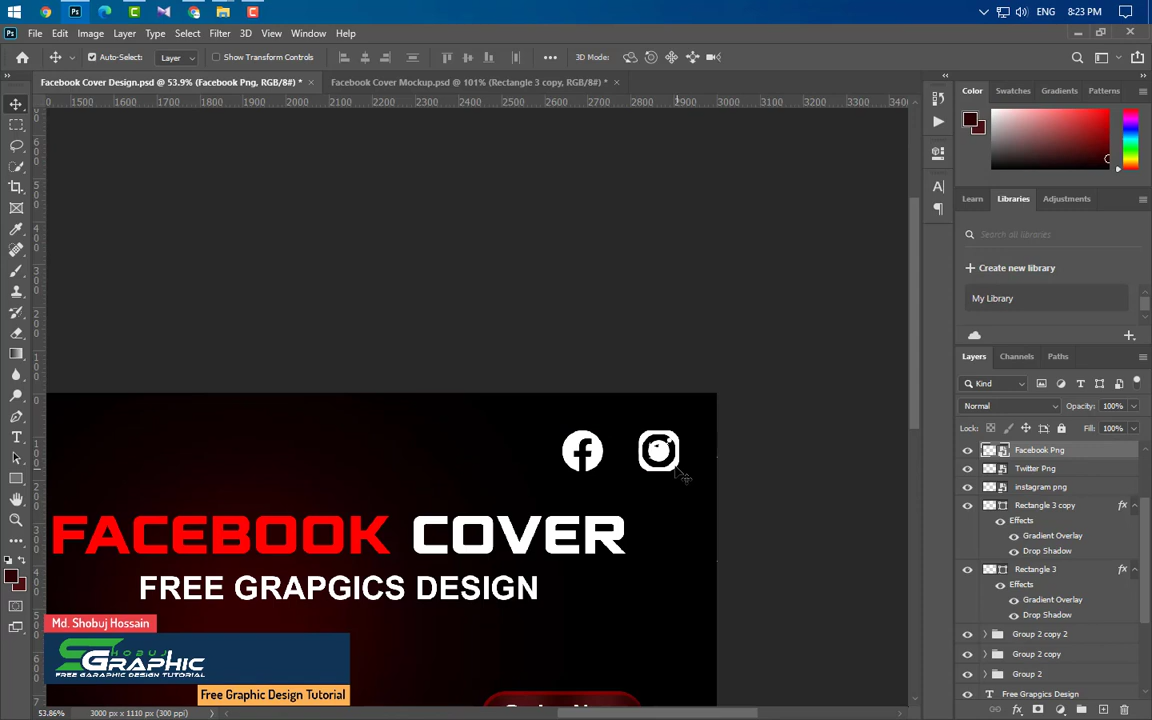 ENG 8:23 PM
Ps File Edit Image Layer Type Select Filter 3D View Window Help
Auto-Select: Layer Show Transform Controls 3D Mode:
Facebook Cover Design.psd @ 53.9% (Facebook Png, RGB/8#) * Facebook Cover Mockup.psd @ 101% (Rectangle 3 copy, RGB/8#) *
1500 1600 1700 1800 1900 2000 2100 2200 2300 2400 2500 2600 2700 2800 2900 3000 3100 3200 3300 3400
Color Swatches Gradients Patterns
Learn Libraries Adjustments
Search all libraries
Create new library
My Library
Layers Channels Paths
Kind
Normal Opacity: 100%
Lock: Fill: 100%
Facebook Png
Twitter Png
instagram png
Rectangle 3 copy fx
Effects
Gradient Overlay
Drop Shadow
Rectangle 3 fx
Effects
Gradient Overlay
Drop Shadow
Group 2 copy 2
Group 2 copy
Group 2
Free Grapgics Design
FACEBOOK COVER
FREE GRAPGICS DESIGN
Md. Shobuj Hossain
SHOBUJ
GRAPHIC
FREE GARAPHIC DESIGN TUTORIAL
Free Graphic Design Tutorial
53.86% 3000 px x 1110 px (300 ppi)